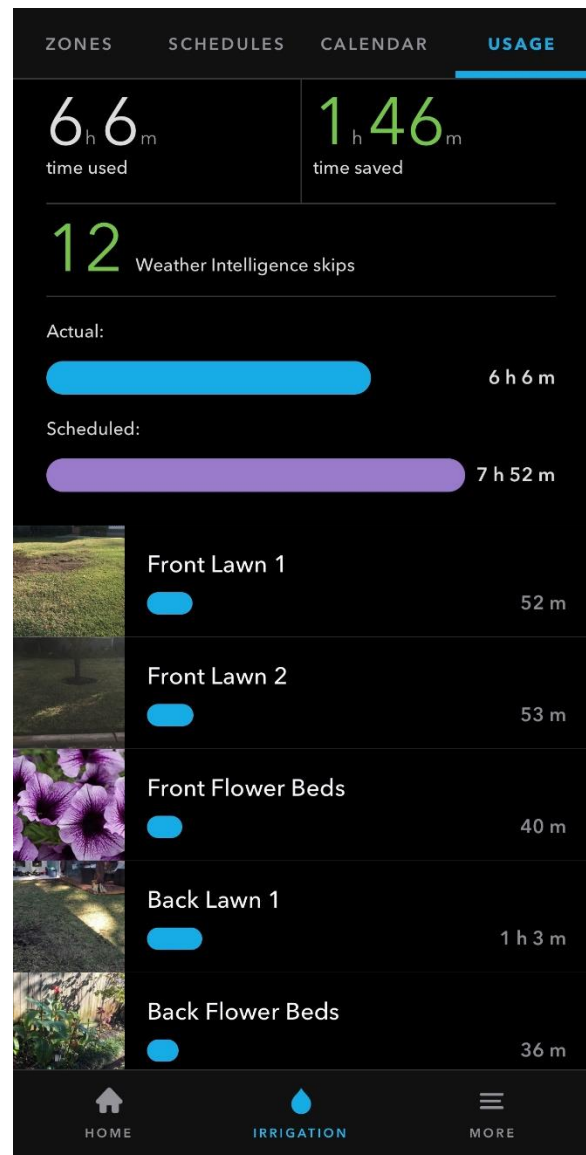 ZONES SCHEDULES CALENDAR USAGE
6h 6m 1h 46m
time used time saved
12 Weather Intelligence skips
Actual:
6 h 6 m
Scheduled:
7 h 52 m
Front Lawn 1
52 m
Front Lawn 2
53 m
Front Flower Beds
40 m
Back Lawn 1
1 h 3 m
Back Flower Beds
36 m
HOME IRRIGATION MORE